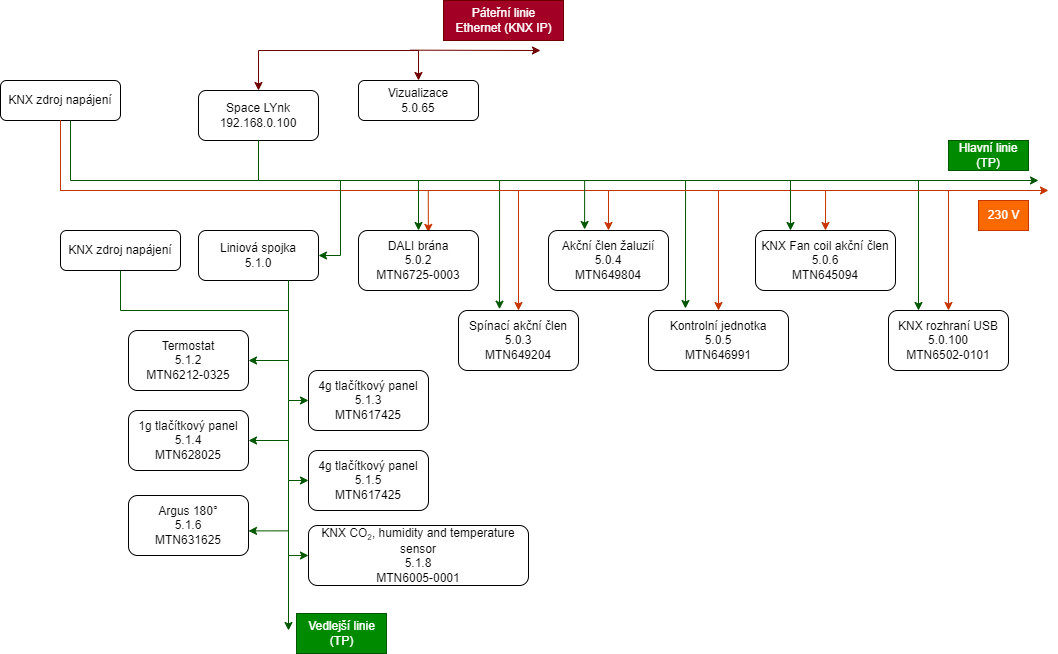 Páteřní linie
Ethernet (KNX IP)
KNX zdroj napájení
Space LYnk
192.168.0.100
Vizualizace
5.0.65
Hlavní linie
(TP)
230 V
KNX zdroj napájení
Liniová spojka
5.1.0
DALI brána
5.0.2
MTN6725-0003
Akční člen žaluzií
5.0.4
MTN649804
KNX Fan coil akční člen
5.0.6
MTN645094
Spínací akční člen
5.0.3
MTN649204
Kontrolní jednotka
5.0.5
MTN646991
KNX rozhraní USB
5.0.100
MTN6502-0101
Termostat
5.1.2
MTN6212-0325
4g tlačítkový panel
5.1.3
MTN617425
1g tlačítkový panel
5.1.4
MTN628025
4g tlačítkový panel
5.1.5
MTN617425
Argus 180°
5.1.6
MTN631625
KNX CO₂, humidity and temperature
sensor
5.1.8
MTN6005-0001
Vedlejší linie
(TP)